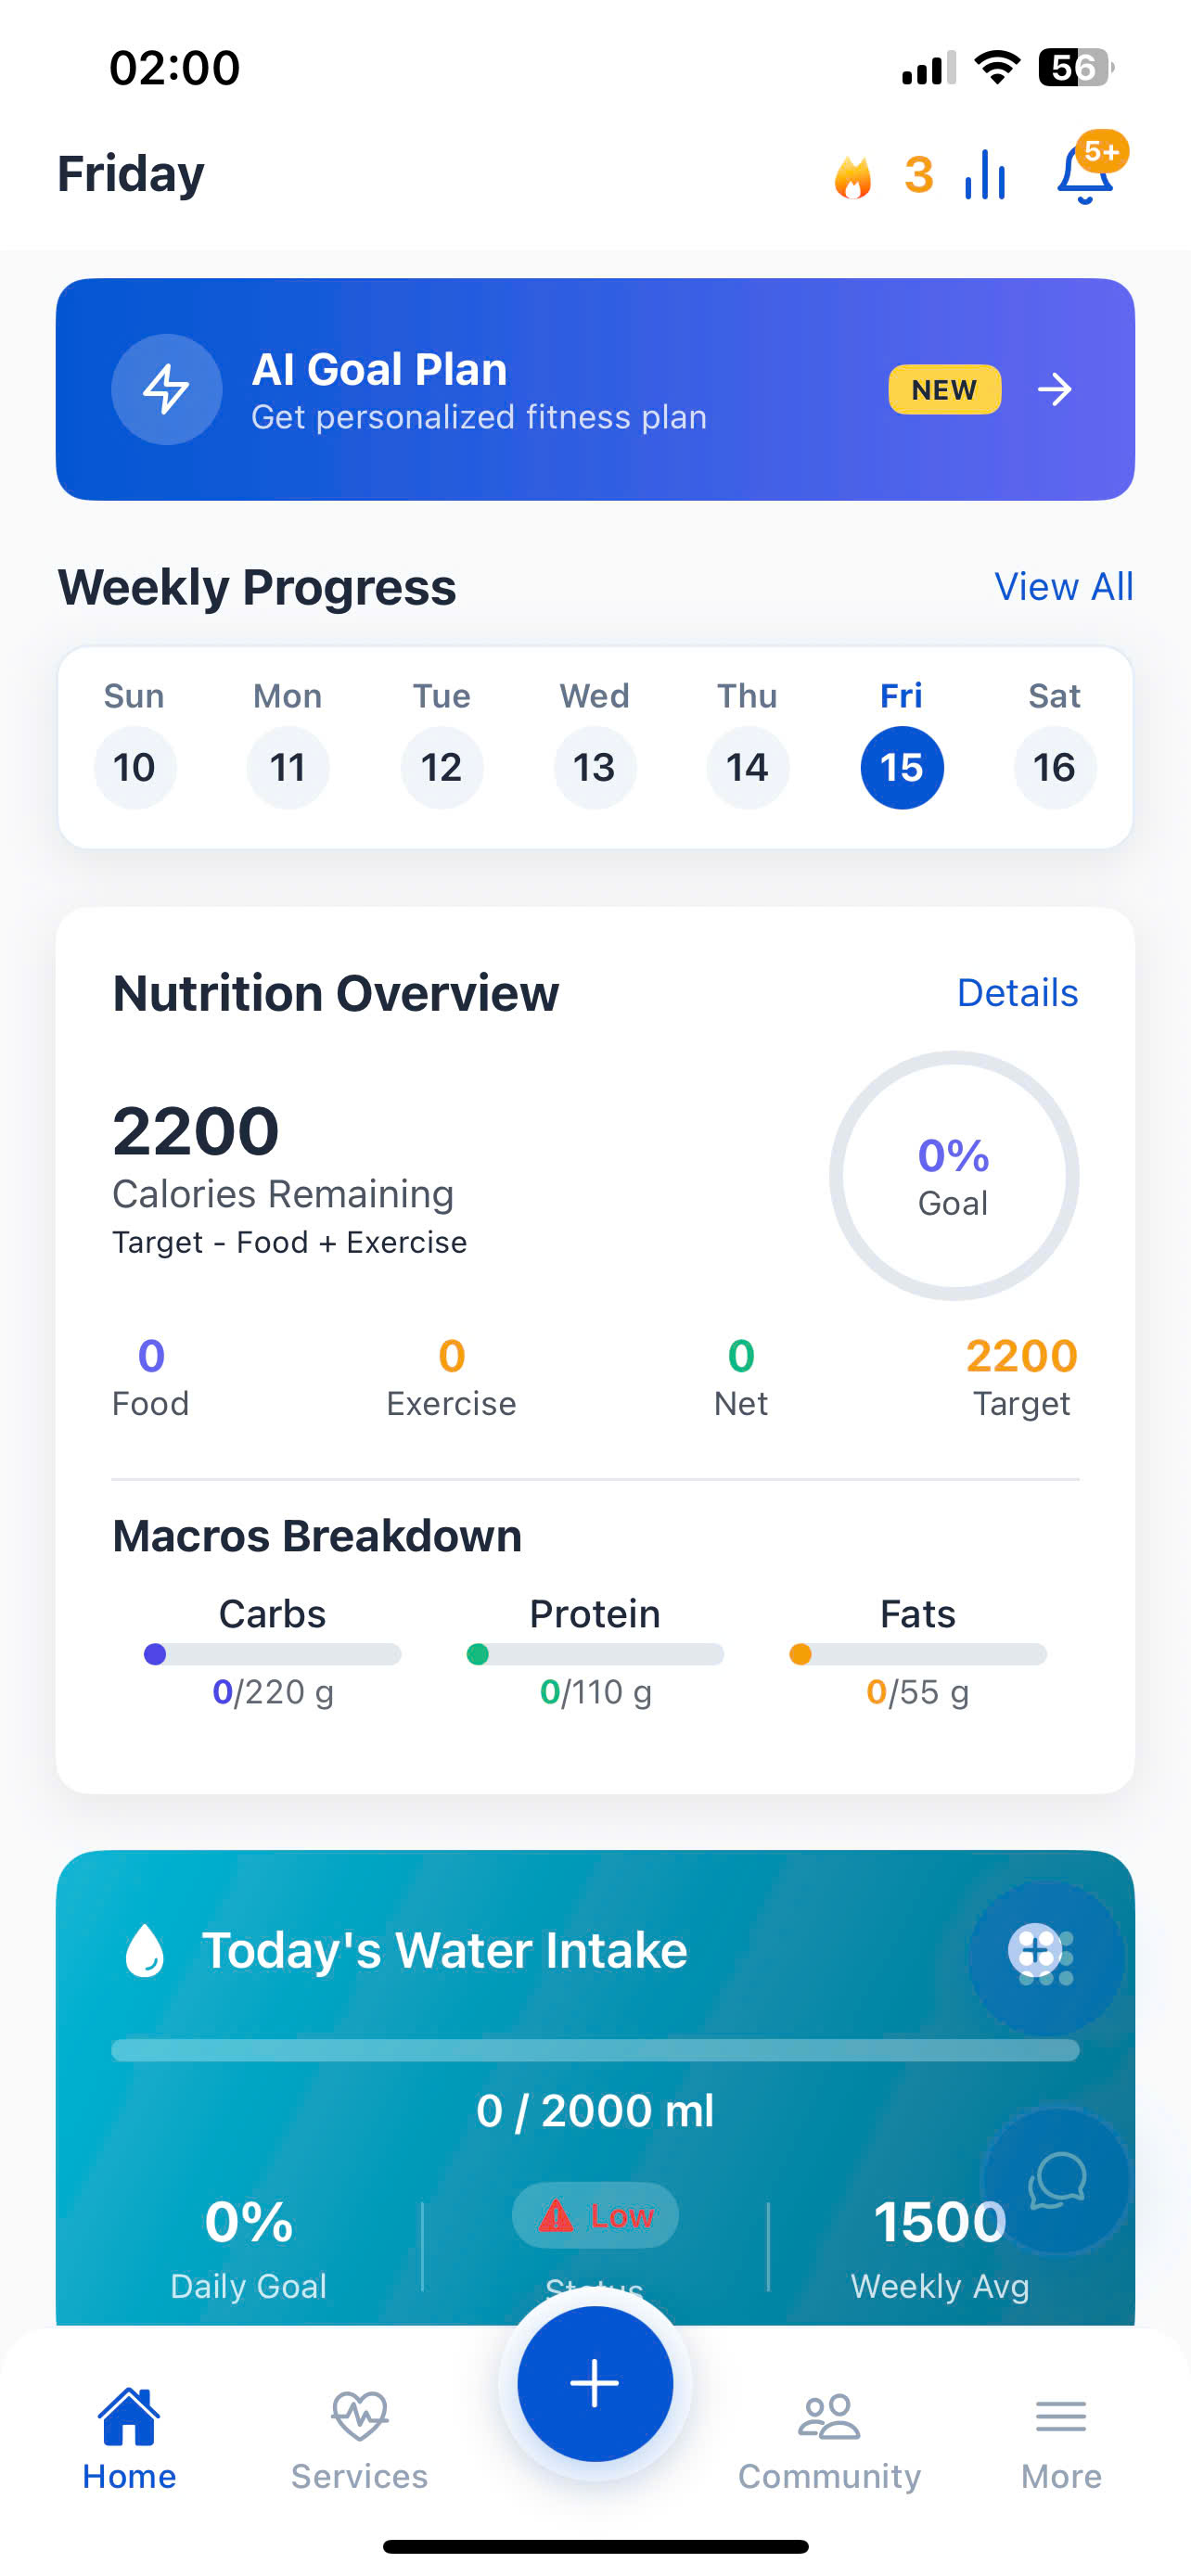 02:00
56
Friday
3
5+
AI Goal Plan
Get personalized fitness plan
NEW
Weekly Progress
View All
Sun Mon Tue Wed Thu Fri Sat
10 11 12 13 14 15 16
Nutrition Overview
Details
2200
Calories Remaining
Target - Food + Exercise
0%
Goal
0 0 0 2200
Food Exercise Net Target
Macros Breakdown
Carbs Protein Fats
0/220 g 0/110 g 0/55 g
Today's Water Intake
0 / 2000 ml
0% Low 1500
Daily Goal Status Weekly Avg
Home Services Community More